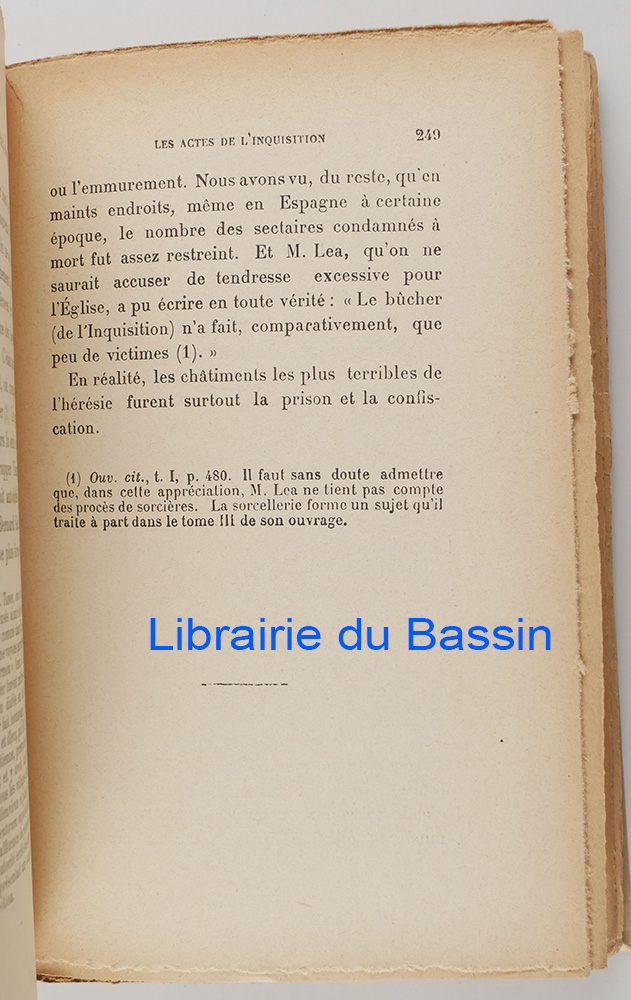 LES ACTES DE L'INQUISITION 249
ou l'emmurement. Nous avons vu, du reste, qu'en
maints endroits, même en Espagne à certaine
époque, le nombre des sectaires condamnés à
mort fut assez restreint. Et M. Lea, qu'on ne
saurait accuser de tendresse excessive pour
l'Église, a pu écrire en toute vérité : « Le bûcher
(de l'Inquisition) n'a fait, comparativement, que
peu de victimes (1). »
En réalité, les châtiments les plus terribles de
l'hérésie furent surtout la prison et la confis-
cation.
(1) Ouv. cit., t. I, p. 480. Il faut sans doute admettre
que, dans cette appréciation, M. Lea ne tient pas compte
des procès de sorcières. La sorcellerie forme un sujet qu'il
traite à part dans le tome III de son ouvrage.
Librairie du Bassin